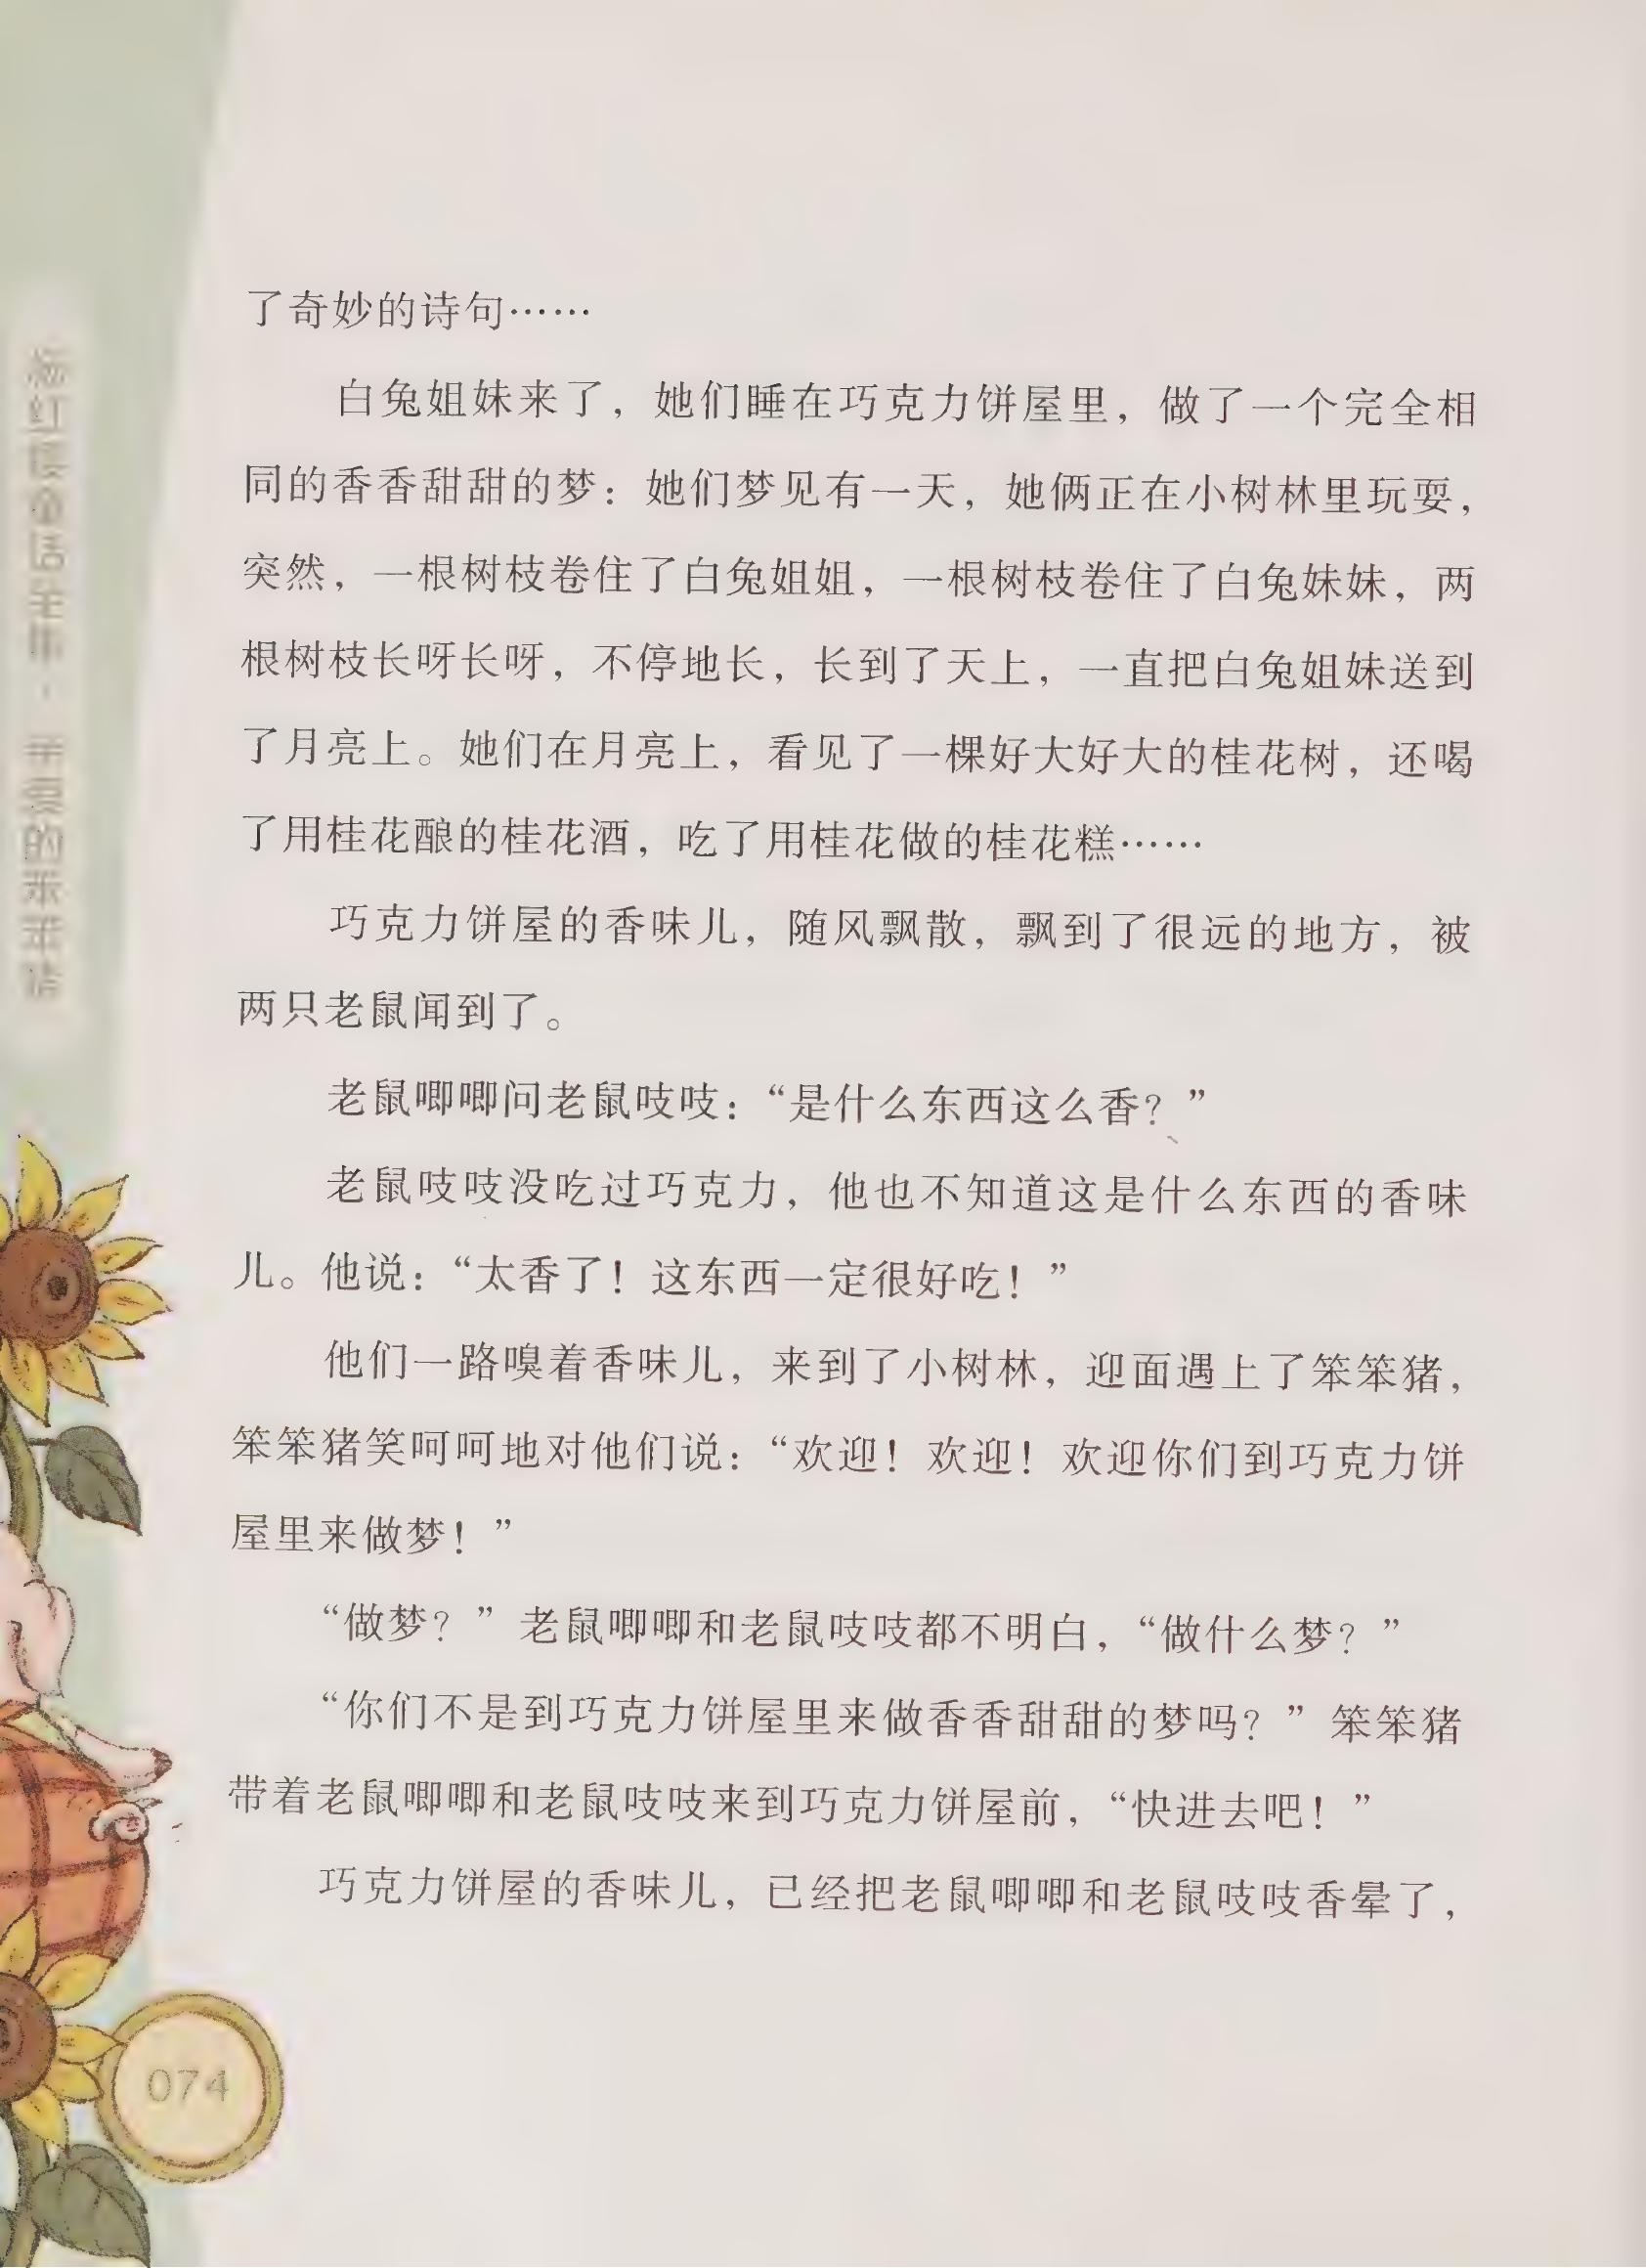 了奇妙的诗句……
白兔姐妹来了，她们睡在巧克力饼屋里，做了一个完全相
同的香香甜甜的梦：她们梦见有一天，她俩正在小树林里玩耍，
突然，一根树枝卷住了白兔姐姐，一根树枝卷住了白兔妹妹，两
根树枝长呀长呀，不停地长，长到了天上，一直把白兔姐妹送到
了月亮上。她们在月亮上，看见了一棵好大好大的桂花树，还喝
了用桂花酿的桂花酒，吃了用桂花做的桂花糕……
巧克力饼屋的香味儿，随风飘散，飘到了很远的地方，被
两只老鼠闻到了。
老鼠唧唧问老鼠吱吱：“是什么东西这么香？”
老鼠吱吱没吃过巧克力，他也不知道这是什么东西的香味
儿。他说：“太香了！这东西一定很好吃！”
他们一路嗅着香味儿，来到了小树林，迎面遇上了笨笨猪，
笨笨猪笑呵呵地对他们说：“欢迎！欢迎！欢迎你们到巧克力饼
屋里来做梦！”
“做梦？”老鼠唧唧和老鼠吱吱都不明白，“做什么梦？”
“你们不是到巧克力饼屋里来做香香甜甜的梦吗？”笨笨猪
带着老鼠唧唧和老鼠吱吱来到巧克力饼屋前，“快进去吧！”
巧克力饼屋的香味儿，已经把老鼠唧唧和老鼠吱吱香晕了，
杨红樱童话全集·亲爱的笨笨猪
074